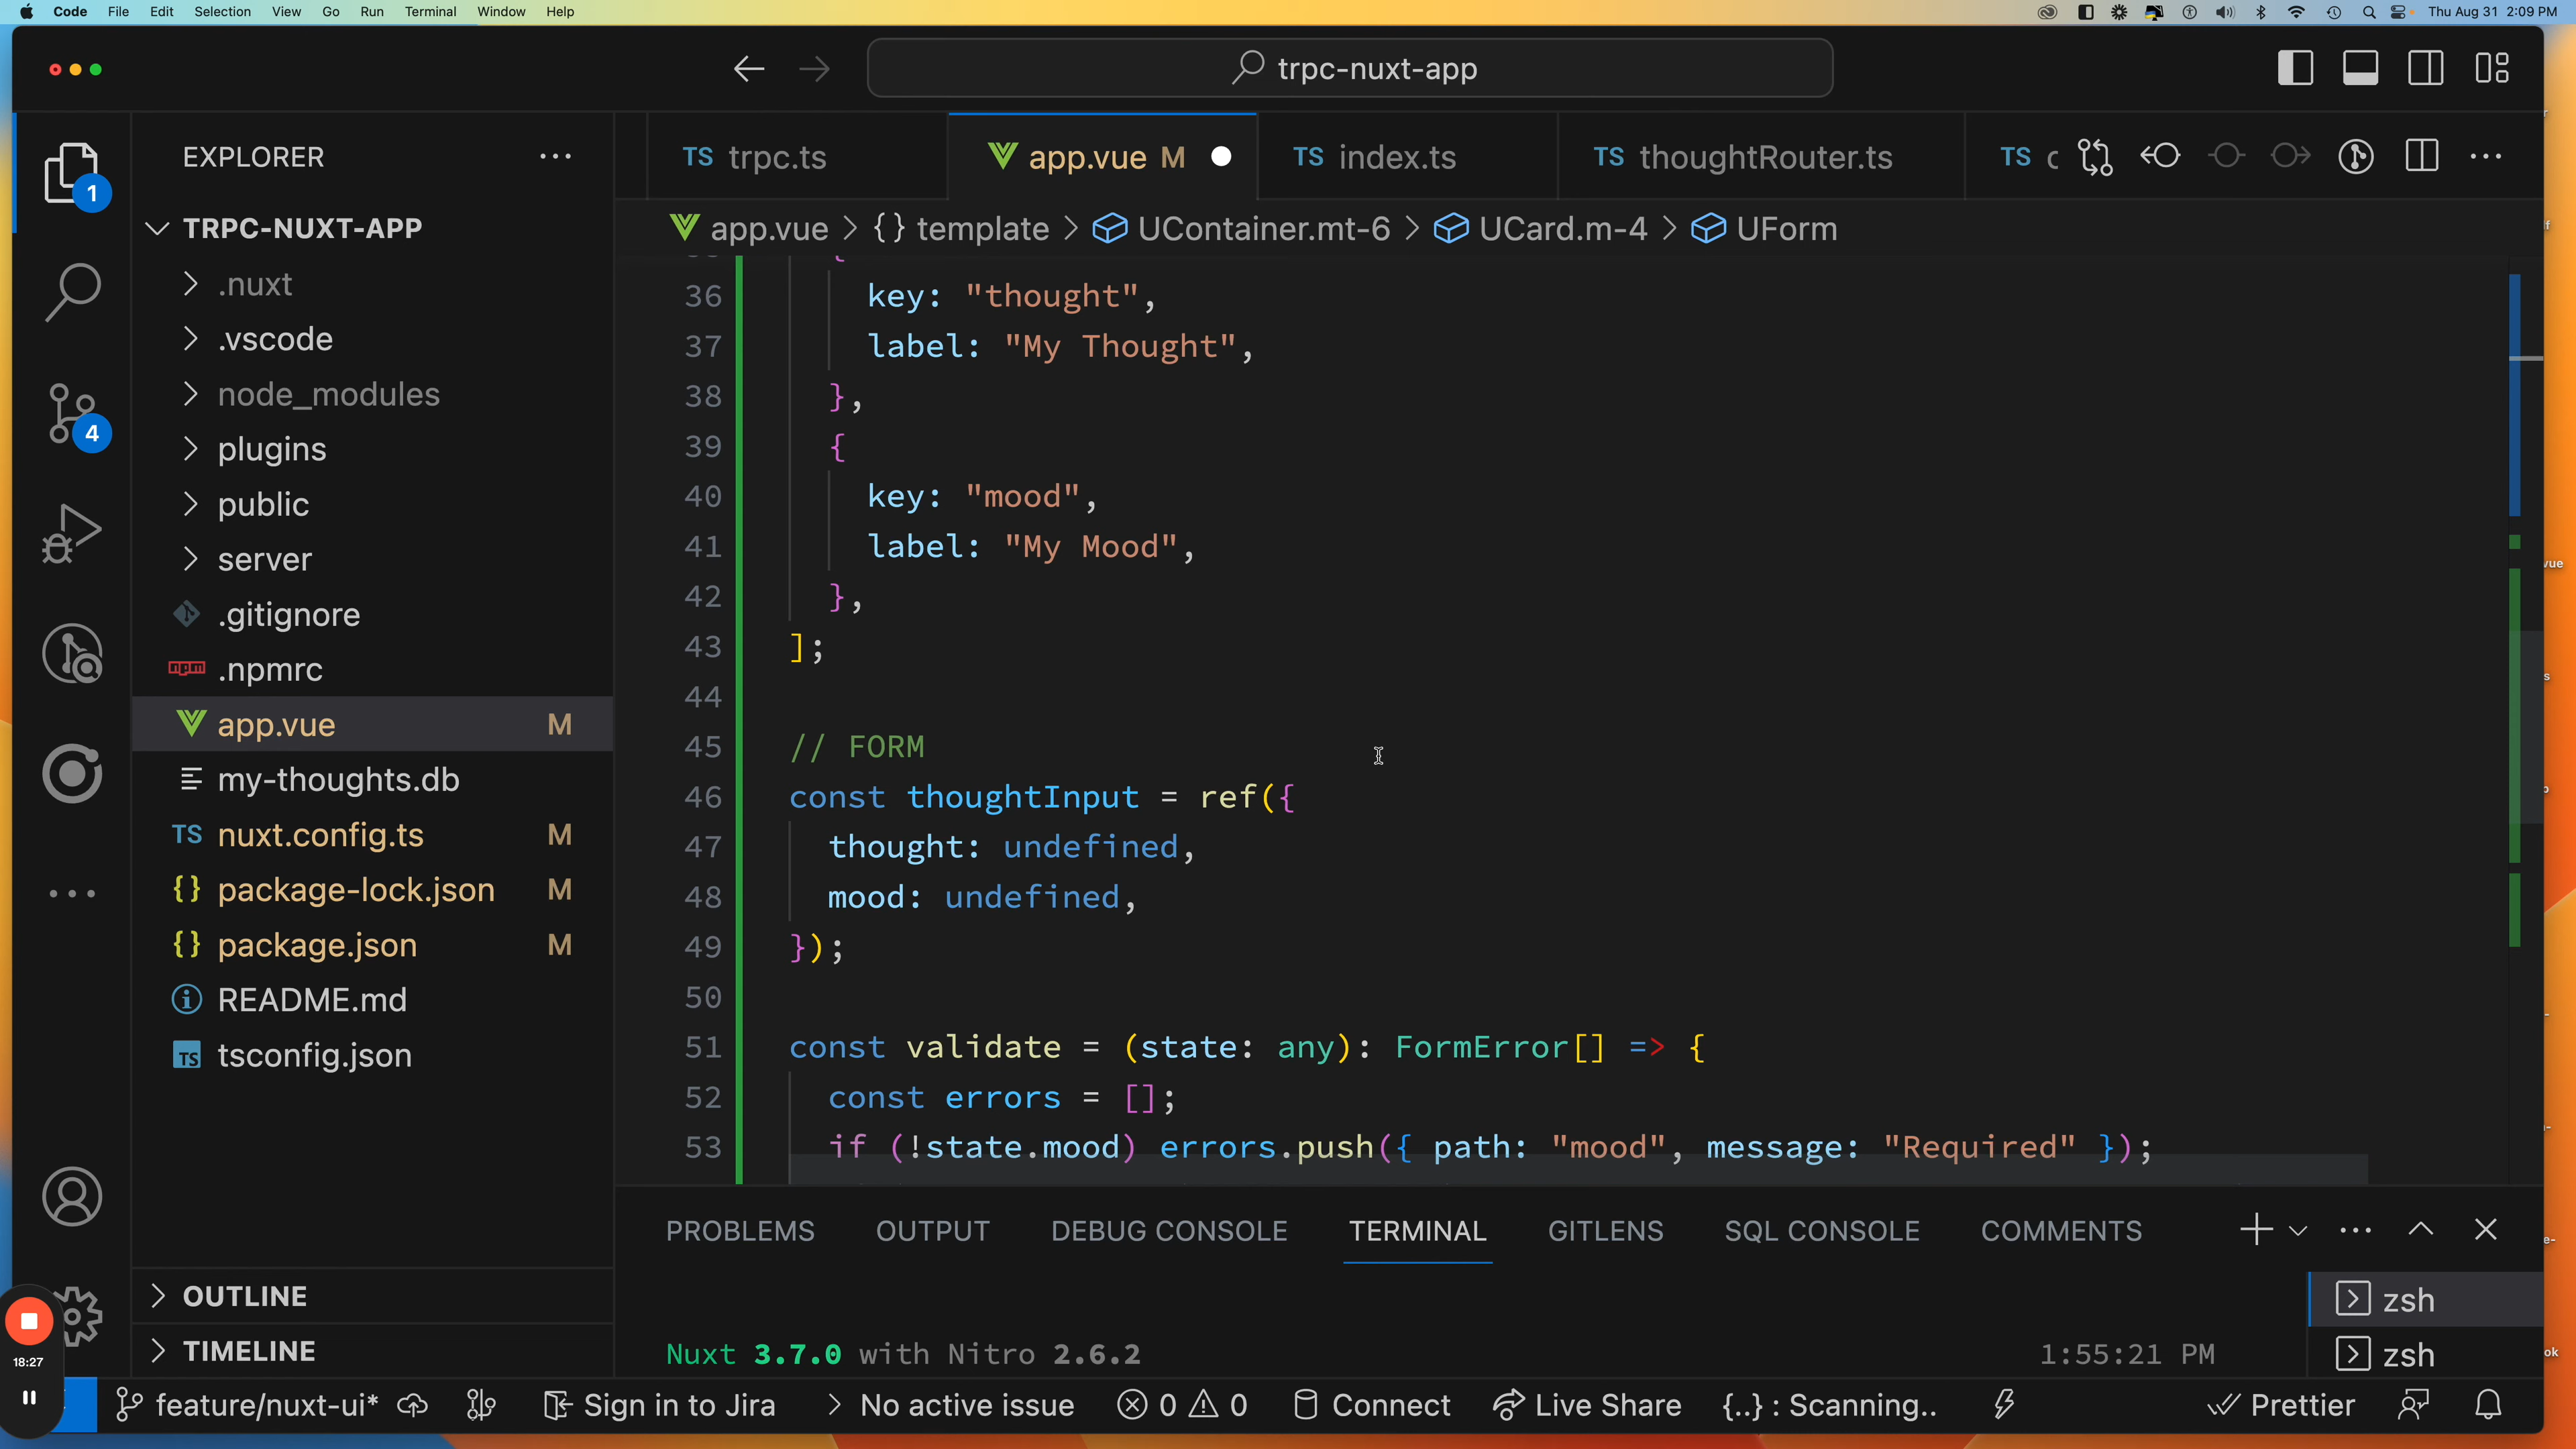 Code File Edit Selection View Go Run Terminal Window Help Thu Aug 31 2:09 PM
trpc-nuxt-app
EXPLORER
TS trpc.ts app.vue M TS index.ts TS thoughtRouter.ts TS
app.vue > {} template > UContainer.mt-6 > UCard.m-4 > UForm
1
TRPC-NUXT-APP
.nuxt
.vscode
node_modules
4
plugins
public
server
.gitignore
.npmrc
app.vue M
my-thoughts.db
TS nuxt.config.ts M
{} package-lock.json M
{} package.json M
README.md
TS tsconfig.json
OUTLINE
TIMELINE
18:27
36 key: "thought",
37 label: "My Thought",
38 },
39 {
40 key: "mood",
41 label: "My Mood",
42 },
43 ];
44
45 // FORM
46 const thoughtInput = ref({
47 thought: undefined,
48 mood: undefined,
49 });
50
51 const validate = (state: any): FormError[] => {
52 const errors = [];
53 if (!state.mood) errors.push({ path: "mood", message: "Required" });
PROBLEMS OUTPUT DEBUG CONSOLE TERMINAL GITLENS SQL CONSOLE COMMENTS
zsh
Nuxt 3.7.0 with Nitro 2.6.2 1:55:21 PM
zsh
feature/nuxt-ui* Sign in to Jira No active issue 0 0 Connect Live Share {..} : Scanning.. Prettier